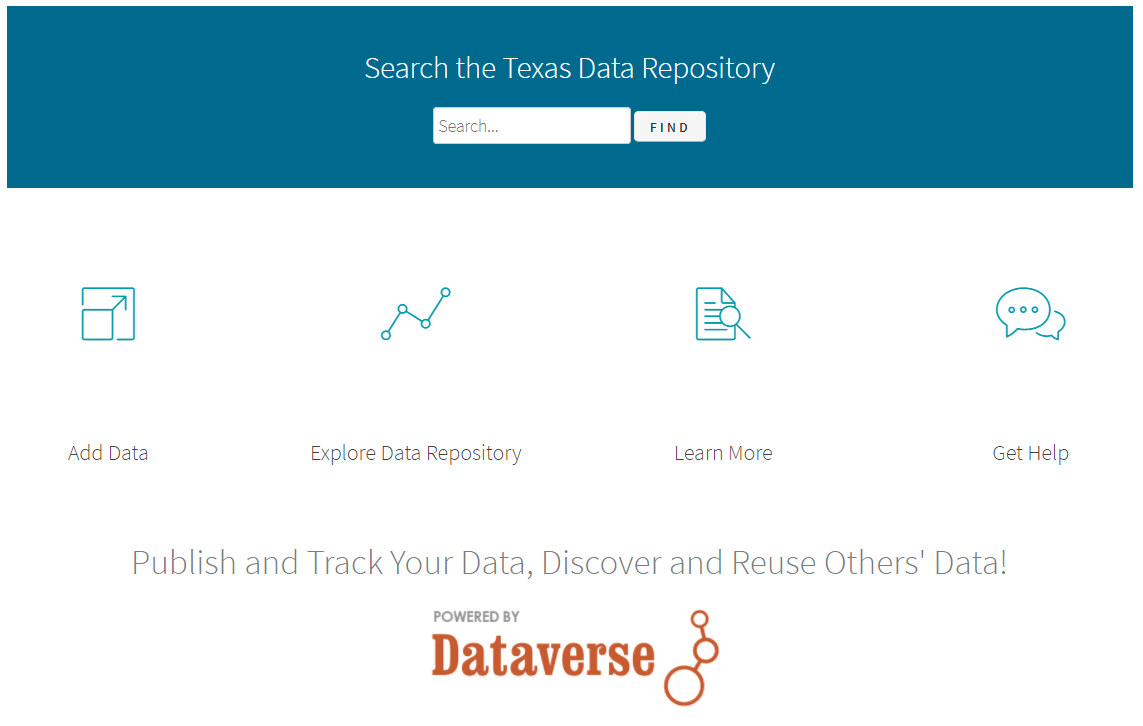 Search the Texas Data Repository
Search... FIND
Add Data Explore Data Repository Learn More Get Help
Publish and Track Your Data, Discover and Reuse Others' Data!
POWERED BY
Dataverse